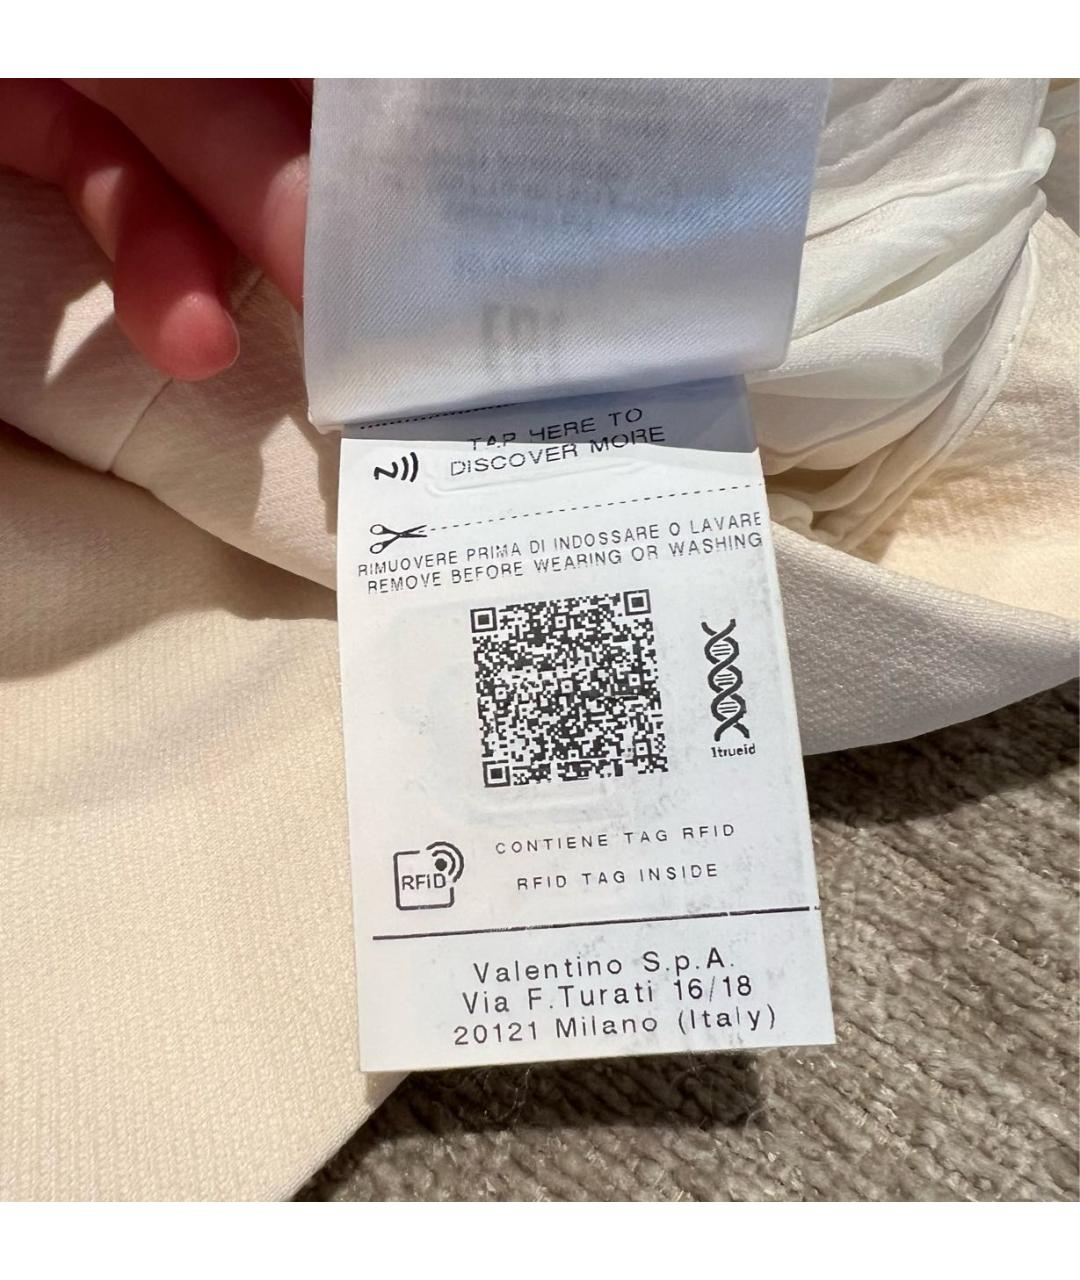 TAP HERE TO
DISCOVER MORE
RIMUOVERE PRIMA DI INDOSSARE O LAVARE
REMOVE BEFORE WEARING OR WASHING
1trueid
CONTIENE TAG RFID
RFiD
RFID TAG INSIDE
Valentino S.p.A.
Via F.Turati 16/18
20121 Milano (Italy)